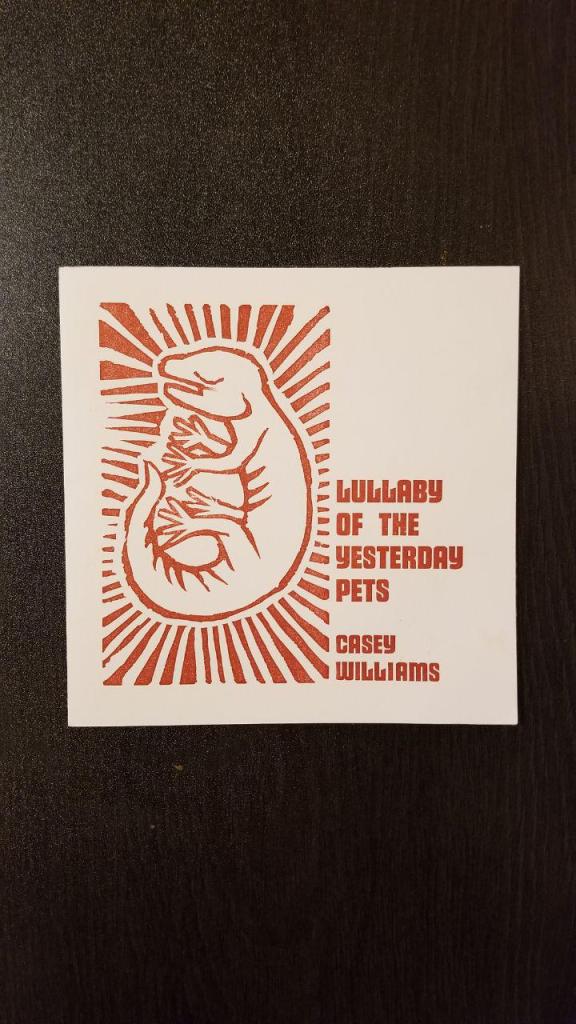 LULLABY
OF THE
YESTERDAY
PETS
CASEY
WILLIAMS